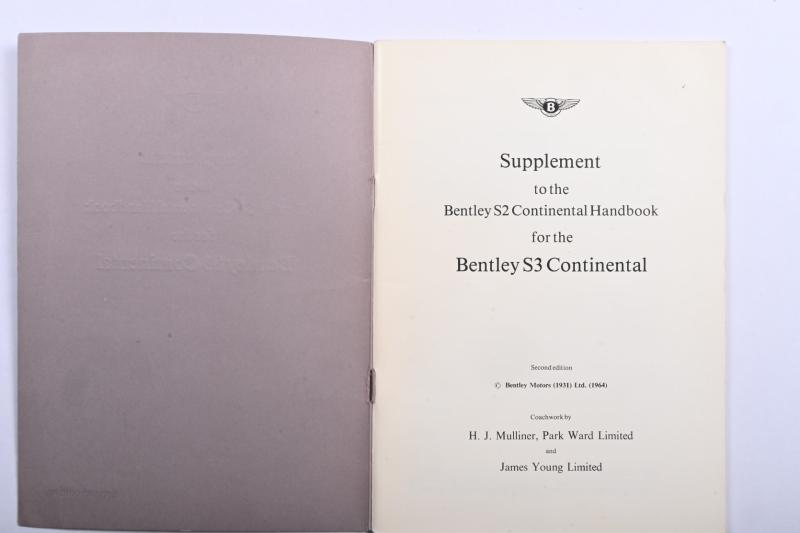 B
Supplement
to the
Bentley S2 Continental Handbook
for the
Bentley S3 Continental
Second edition
© Bentley Motors (1931) Ltd. (1964)
Coachwork by
H. J. Mulliner, Park Ward Limited
and
James Young Limited